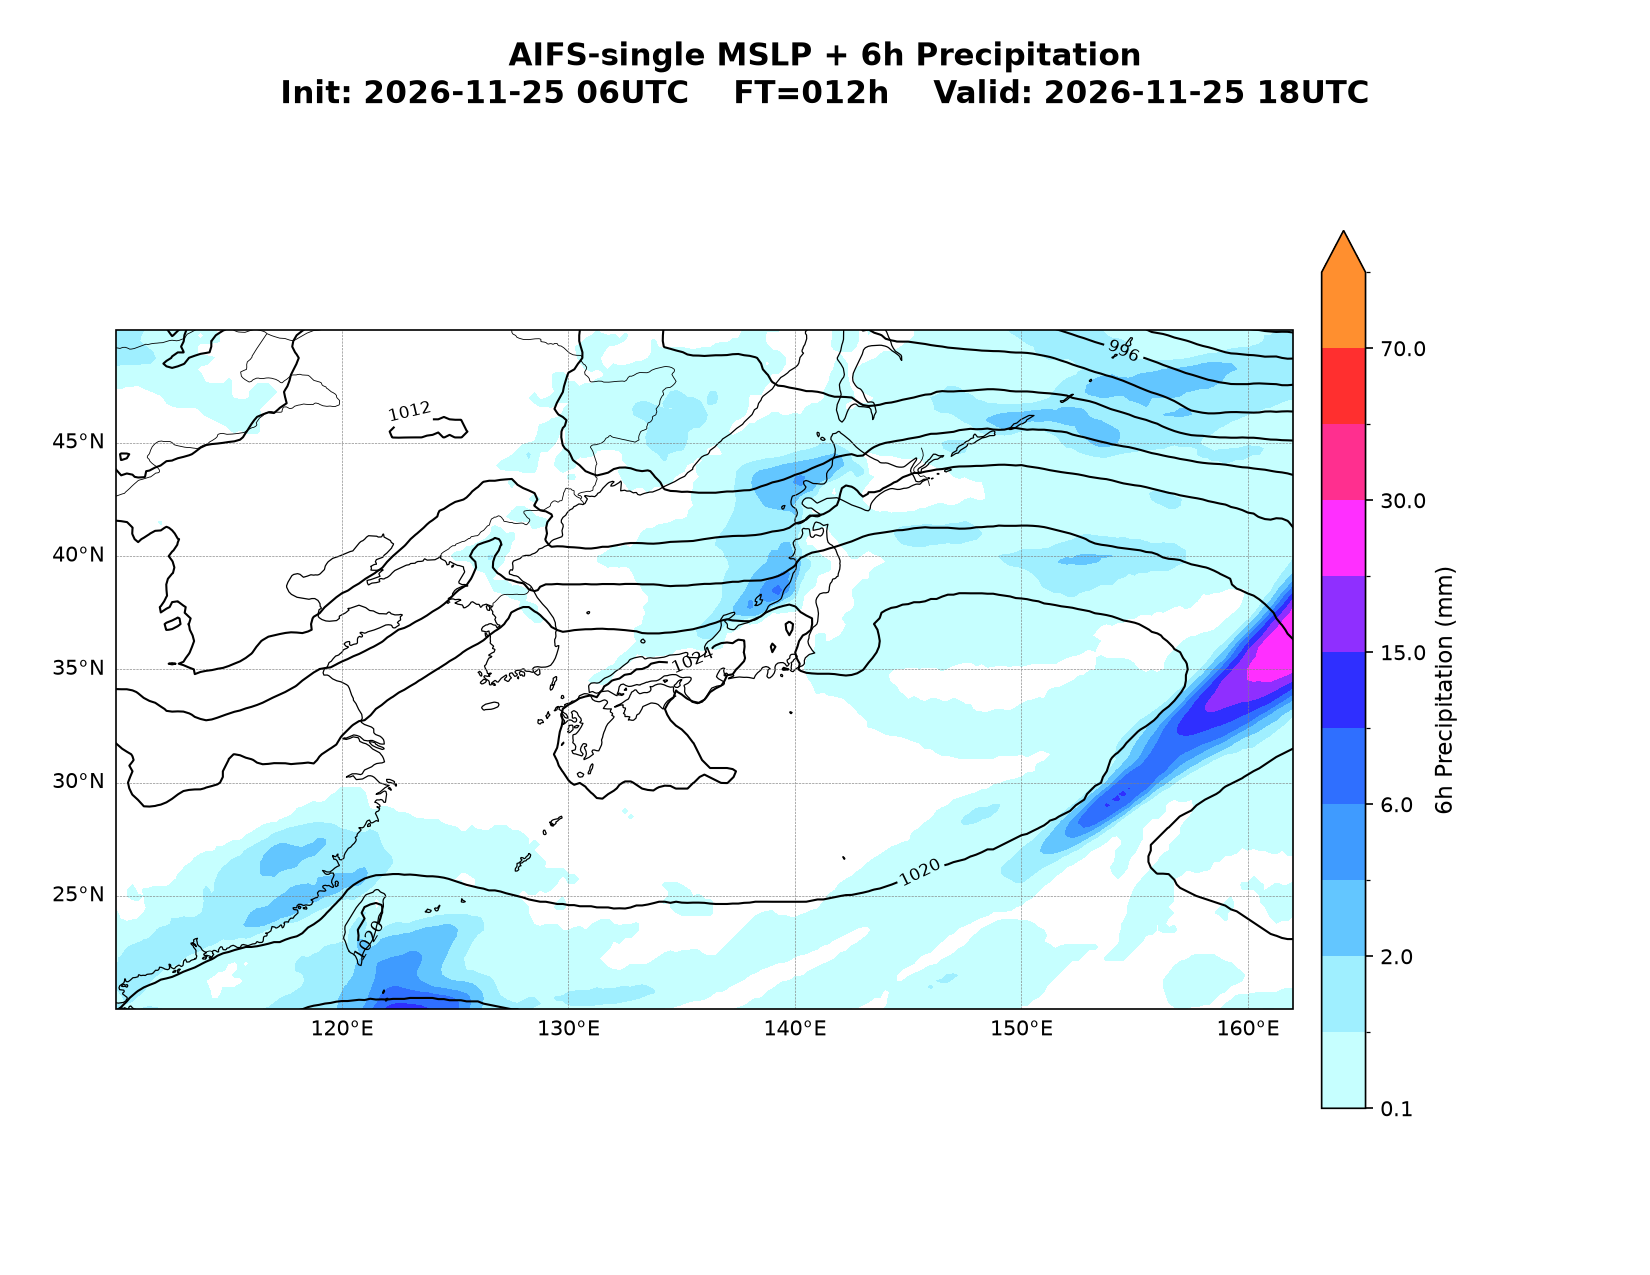 AIFS-single MSLP + 6h Precipitation
Init: 2026-11-25 06UTC    FT=012h    Valid: 2026-11-25 18UTC
996
1012
1024
1020
1020
45°N
40°N
35°N
30°N
25°N
120°E
130°E
140°E
150°E
160°E
70.0
30.0
15.0
6.0
2.0
0.1
6h Precipitation (mm)